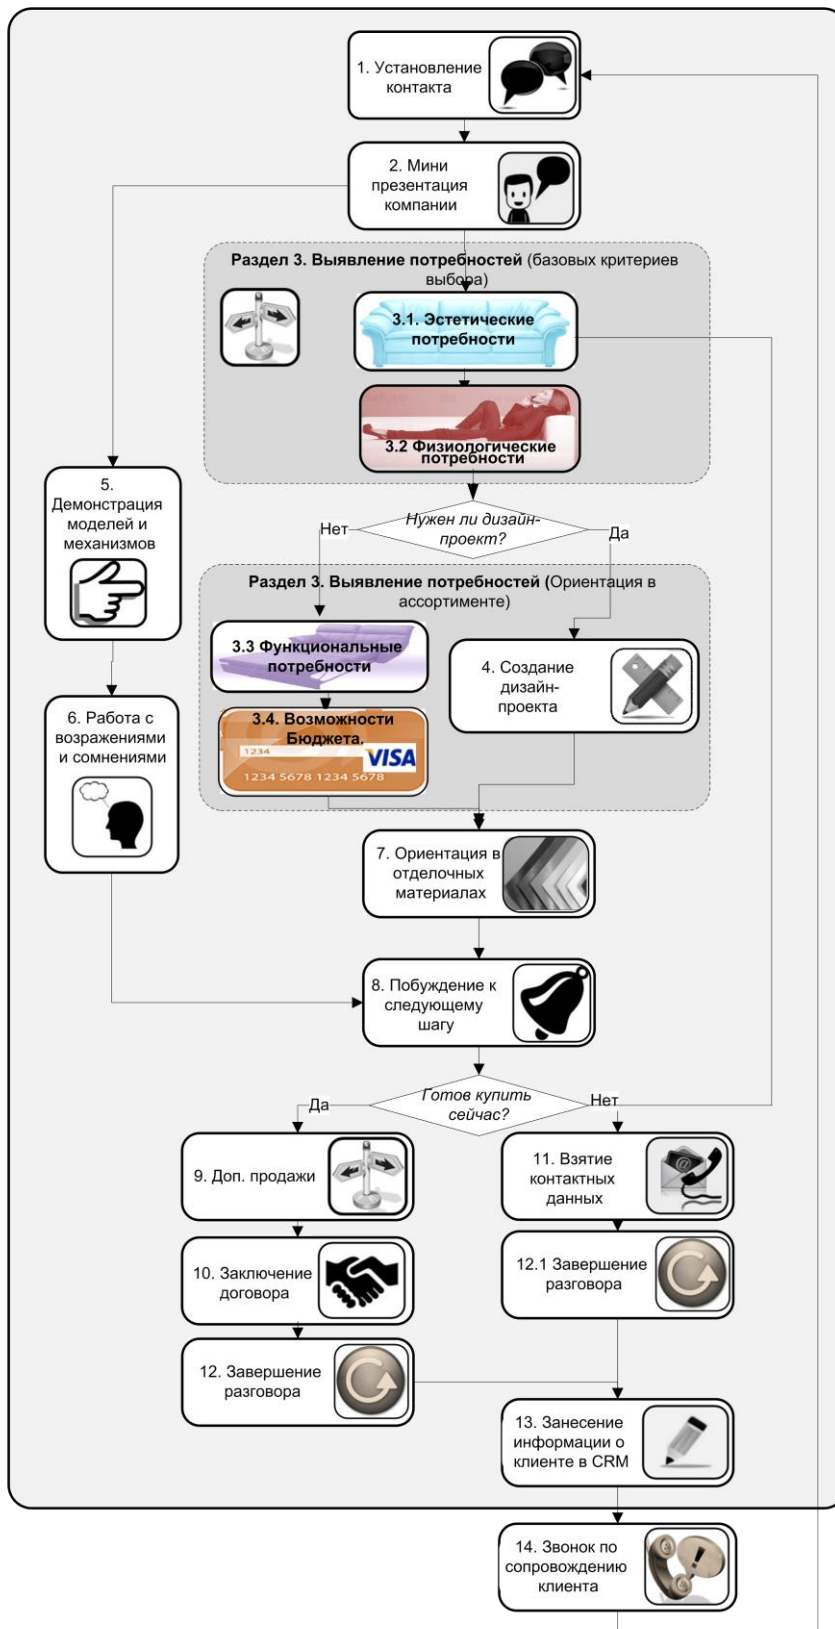 1. Установление
контакта
2. Мини
презентация
компании
Раздел 3. Выявление потребностей (базовых критериев
выбора)
3.1. Эстетические
потребности
3.2 Физиологические
потребности
5.
Демонстрация
моделей и
механизмов
Нужен ли дизайн-
проект?
Нет
Да
Раздел 3. Выявление потребностей (Ориентация в
ассортименте)
3.3 Функциональные
потребности
4. Создание
дизайн-
проекта
3.4. Возможности
Бюджета.
1234
VISA
1234 5678 1234 5678
6. Работа с
возражениями
и сомнениями
7. Ориентация в
отделочных
материалах
8. Побуждение к
следующему
шагу
Готов купить
сейчас?
Да
Нет
9. Доп. продажи
11. Взятие
контактных
данных
10. Заключение
договора
12.1 Завершение
разговора
12. Завершение
разговора
13. Занесение
информации о
клиенте в CRM
14. Звонок по
сопровождению
клиента